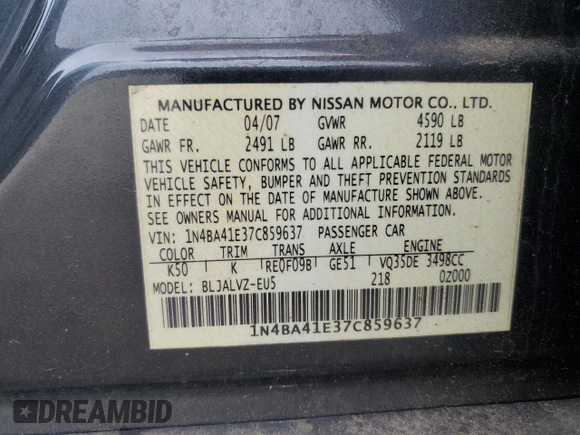 MANUFACTURED BY NISSAN MOTOR CO., LTD.
DATE 04/07 GVWR 4590 LB
GAWR FR. 2491 LB GAWR RR. 2119 LB
THIS VEHICLE CONFORMS TO ALL APPLICABLE FEDERAL MOTOR
VEHICLE SAFETY, BUMPER AND THEFT PREVENTION STANDARDS
IN EFFECT ON THE DATE OF MANUFACTURE SHOWN ABOVE.
SEE OWNERS MANUAL FOR ADDITIONAL INFORMATION.
VIN: 1N4BA41E37C859637 PASSENGER CAR
COLOR TRIM TRANS AXLE ENGINE
K50 K RE0F09B GE51 VQ35DE 3498CC
MODEL: BLJALVZ-EU5 218 0Z000
1N4BA41E37C859637
DREAMBID